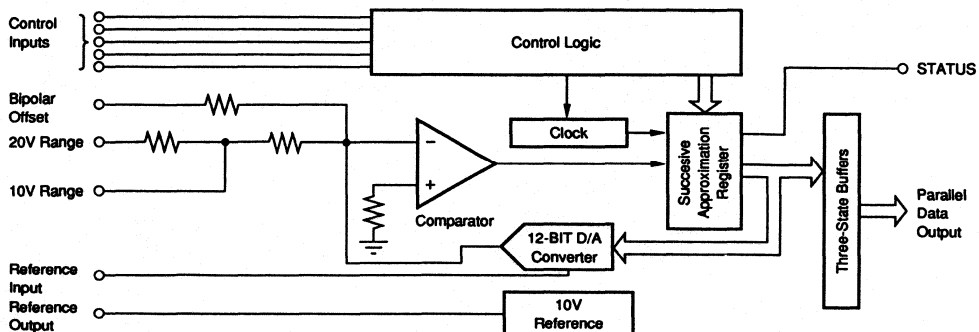 Control
Inputs
Control Logic
STATUS
Bipolar
Offset
Clock
20V Range
10V Range
−
+
Comparator
Succesive
Approximation
Register
Three-State Buffers
Parallel
Data
Output
12-BIT D/A
Converter
Reference
Input
Reference
Output
10V
Reference